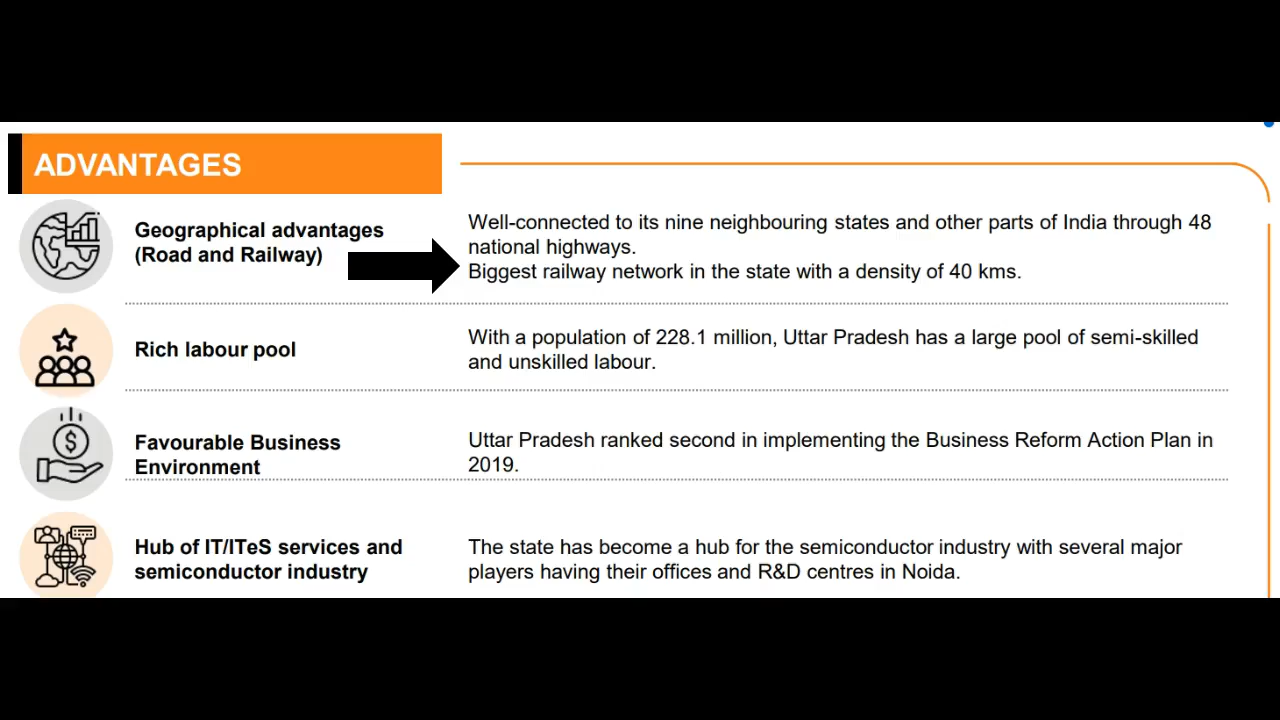 ADVANTAGES
Geographical advantages
(Road and Railway)
Well-connected to its nine neighbouring states and other parts of India through 48
national highways.
Biggest railway network in the state with a density of 40 kms.
Rich labour pool
With a population of 228.1 million, Uttar Pradesh has a large pool of semi-skilled
and unskilled labour.
Favourable Business
Environment
Uttar Pradesh ranked second in implementing the Business Reform Action Plan in
2019.
Hub of IT/ITeS services and
semiconductor industry
The state has become a hub for the semiconductor industry with several major
players having their offices and R&D centres in Noida.